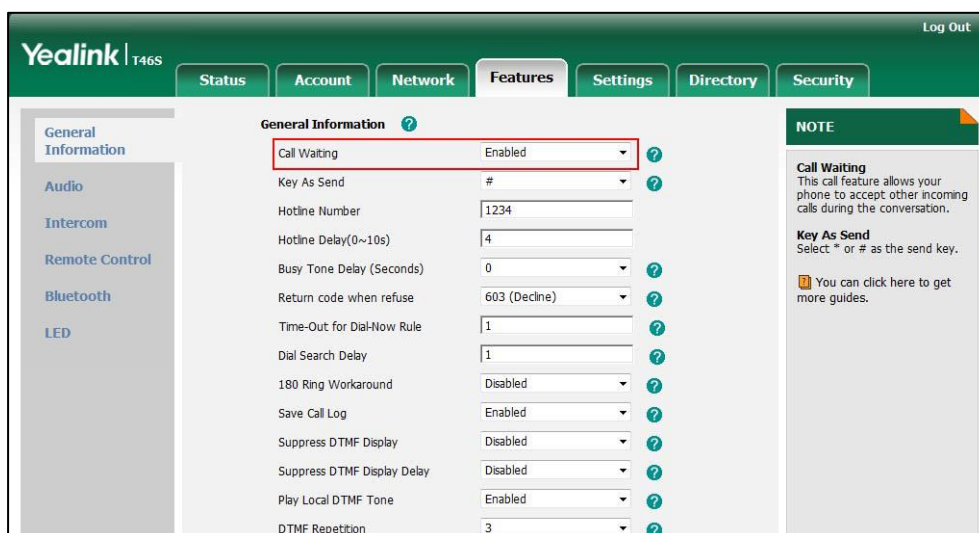 Log Out
Yealink T46S
Status Account Network Features Settings Directory Security
General
Information
Audio
Intercom
Remote Control
Bluetooth
LED
General Information ?
Call Waiting Enabled ?
Key As Send # ?
Hotline Number 1234
Hotline Delay(0~10s) 4
Busy Tone Delay (Seconds) 0 ?
Return code when refuse 603 (Decline) ?
Time-Out for Dial-Now Rule 1 ?
Dial Search Delay 1 ?
180 Ring Workaround Disabled ?
Save Call Log Enabled ?
Suppress DTMF Display Disabled ?
Suppress DTMF Display Delay Disabled ?
Play Local DTMF Tone Enabled ?
DTMF Repetition 3 ?
NOTE
Call Waiting
This call feature allows your
phone to accept other incoming
calls during the conversation.
Key As Send
Select * or # as the send key.
? You can click here to get
more guides.